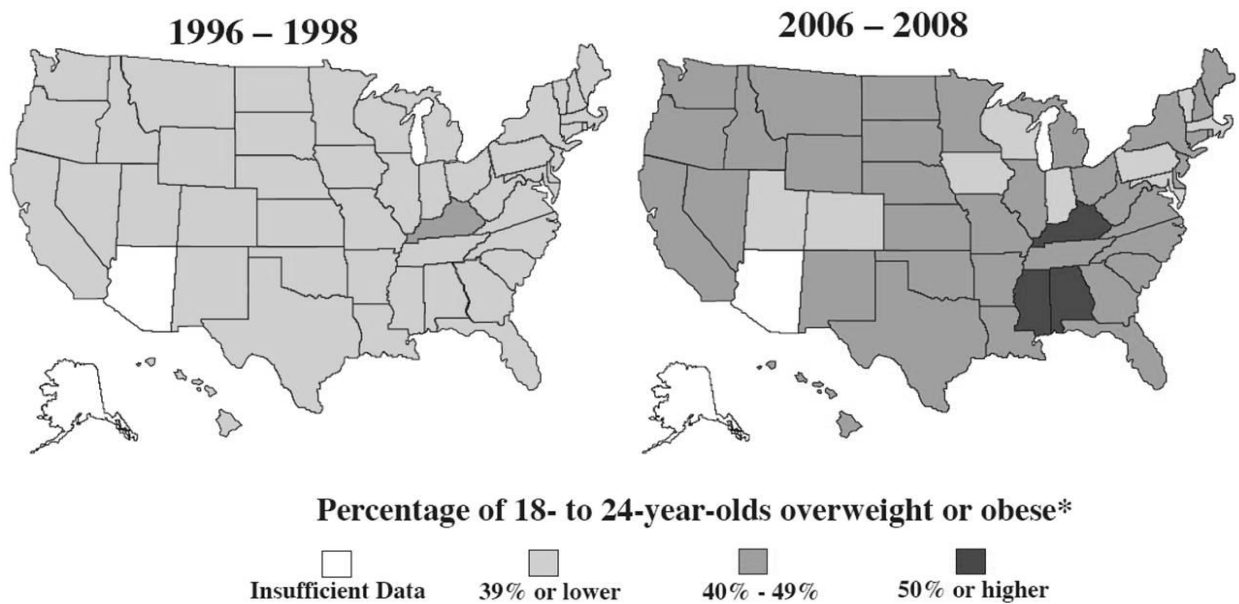 1996 – 1998
2006 – 2008
Percentage of 18- to 24-year-olds overweight or obese*
Insufficient Data
39% or lower
40% - 49%
50% or higher